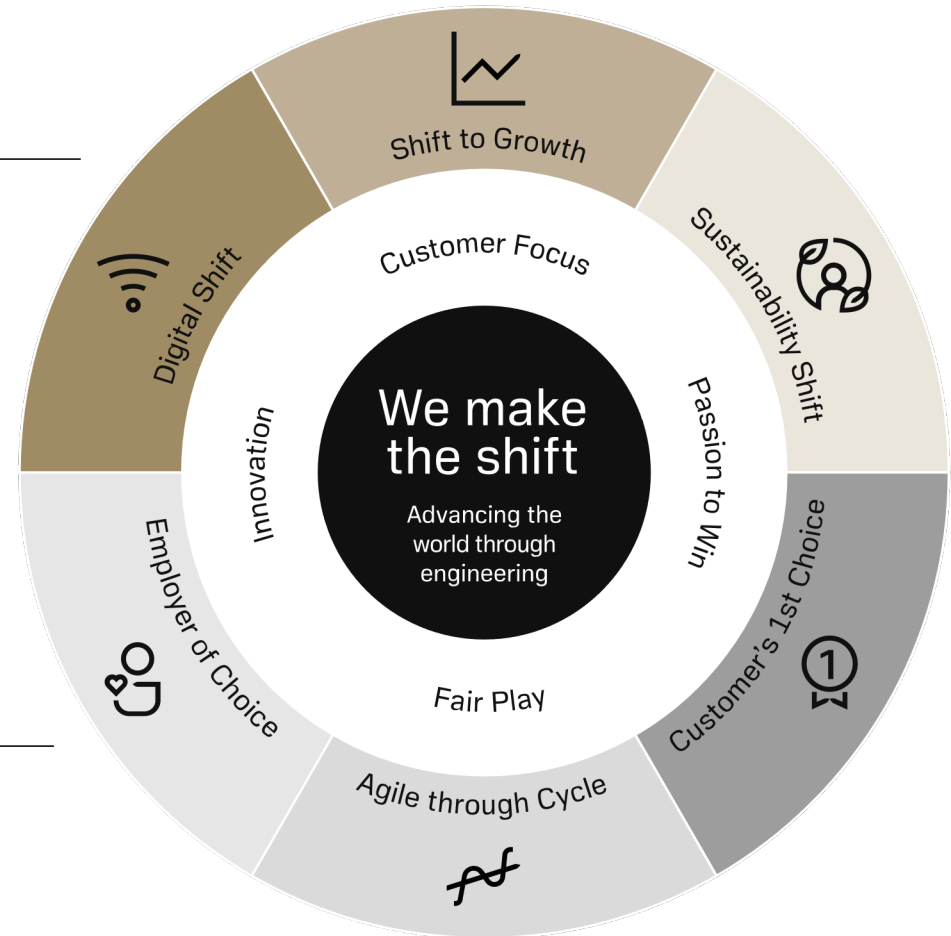 Shift to Growth
Digital Shift
Sustainability Shift
Customer Focus
Innovation
Passion to Win
We make
the shift
Advancing the
world through
engineering
Fair Play
Employer of Choice
Customer's 1st Choice
1
Agile through Cycle